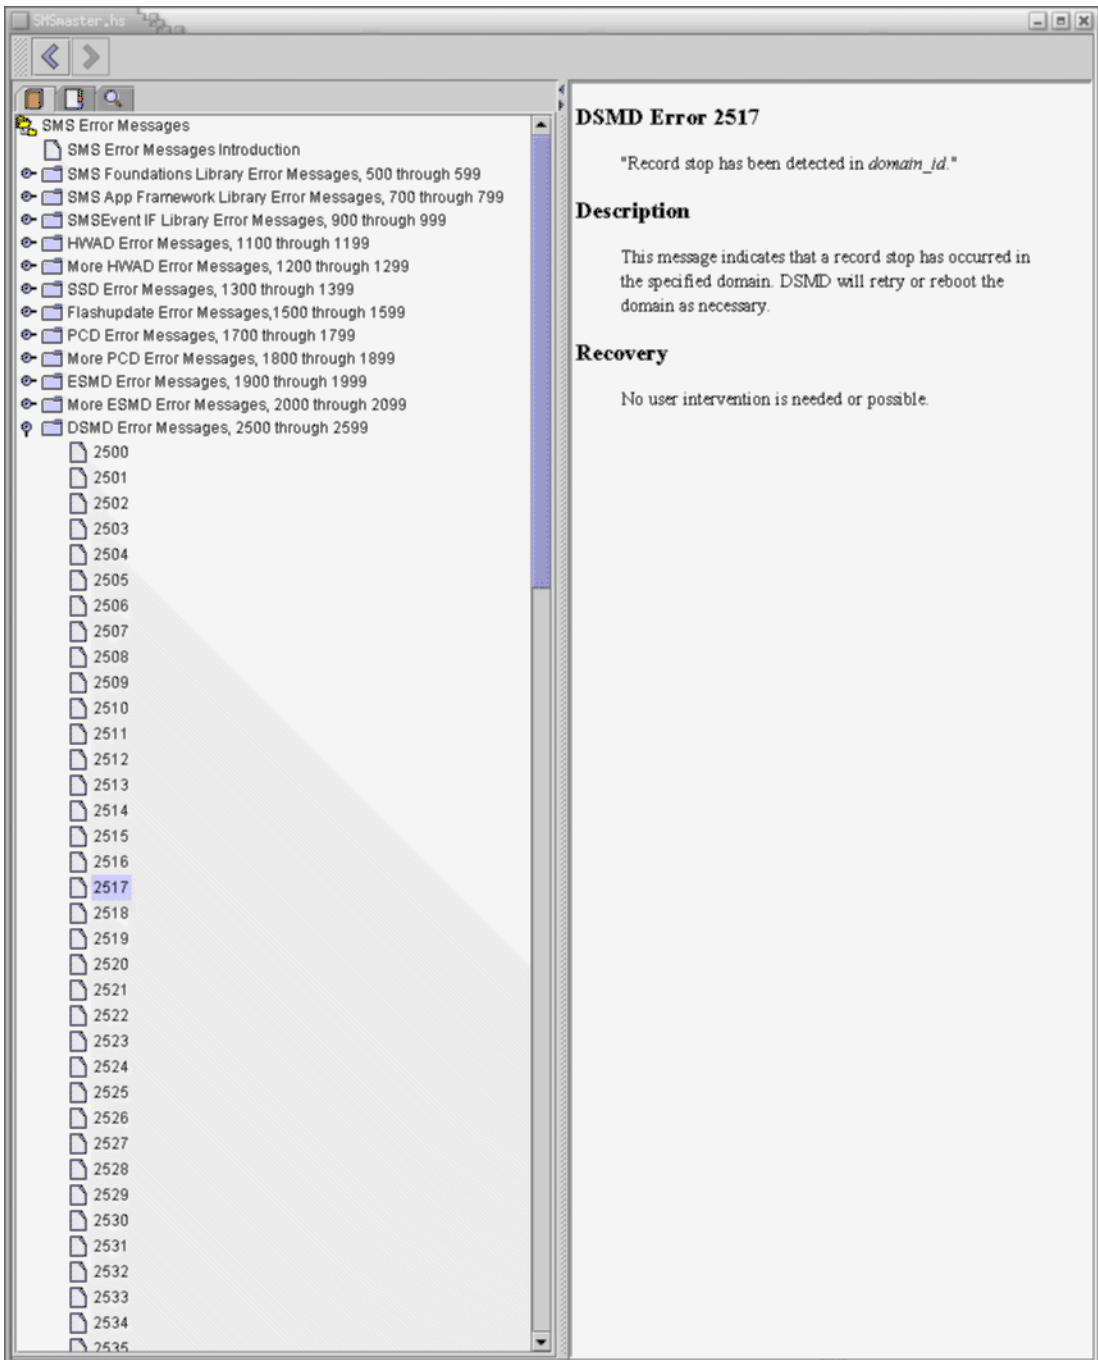 SMSmaster.hs
SMS Error Messages
SMS Error Messages Introduction
SMS Foundations Library Error Messages, 500 through 599
SMS App Framework Library Error Messages, 700 through 799
SMSEvent IF Library Error Messages, 900 through 999
HWAD Error Messages, 1100 through 1199
More HWAD Error Messages, 1200 through 1299
SSD Error Messages, 1300 through 1399
Flashupdate Error Messages,1500 through 1599
PCD Error Messages, 1700 through 1799
More PCD Error Messages, 1800 through 1899
ESMD Error Messages, 1900 through 1999
More ESMD Error Messages, 2000 through 2099
DSMD Error Messages, 2500 through 2599
2500
2501
2502
2503
2504
2505
2506
2507
2508
2509
2510
2511
2512
2513
2514
2515
2516
2517
2518
2519
2520
2521
2522
2523
2524
2525
2526
2527
2528
2529
2530
2531
2532
2533
2534
2535
DSMD Error 2517
"Record stop has been detected in domain_id."
Description
This message indicates that a record stop has occurred in
the specified domain. DSMD will retry or reboot the
domain as necessary.
Recovery
No user intervention is needed or possible.